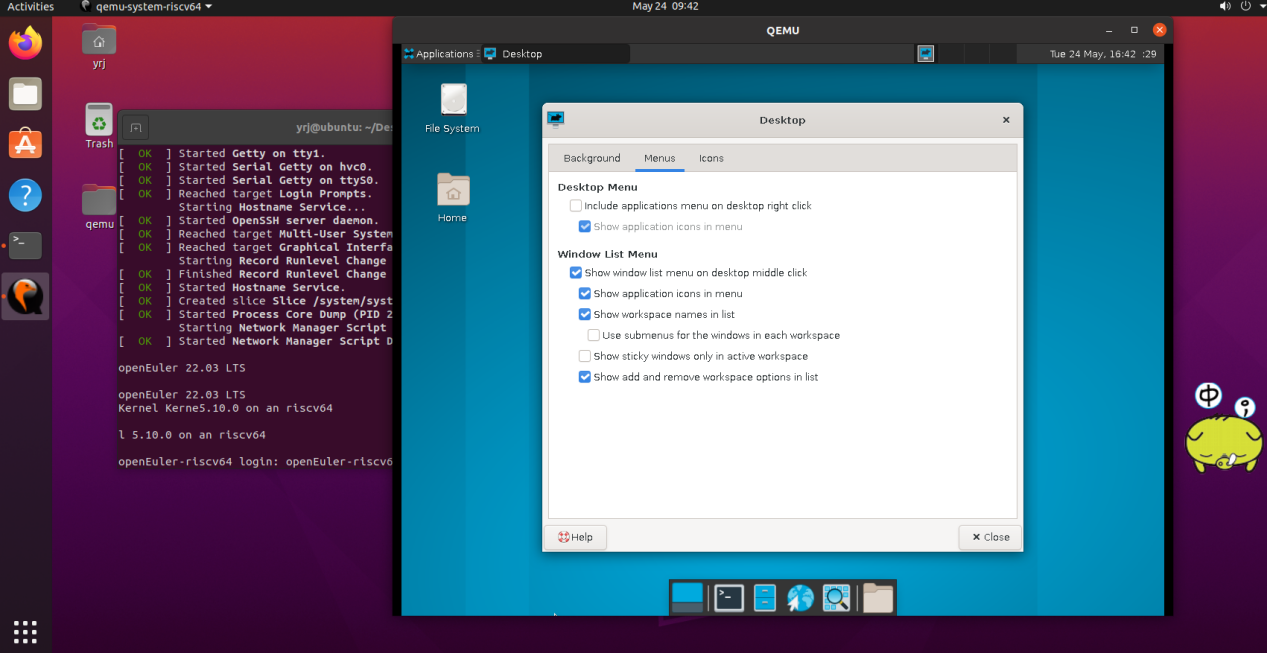 Activities
qemu-system-riscv64
May 24 09:42
yrj
Trash
qemu
yrj@ubuntu: ~/Des
[ OK ] Started Getty on tty1.
[ OK ] Started Serial Getty on hvc0.
[ OK ] Started Serial Getty on ttyS0.
[ OK ] Reached target Login Prompts.
Starting Hostname Service...
[ OK ] Started OpenSSH server daemon.
[ OK ] Reached target Multi-User System
[ OK ] Reached target Graphical Interfa
Starting Record Runlevel Change
[ OK ] Finished Record Runlevel Change
[ OK ] Started Hostname Service.
[ OK ] Created slice Slice /system/syst
[ OK ] Started Process Core Dump (PID 2
Starting Network Manager Script
[ OK ] Started Network Manager Script D
openEuler 22.03 LTS
openEuler 22.03 LTS
Kernel Kerne5.10.0 on an riscv64
l 5.10.0 on an riscv64
openEuler-riscv64 login: openEuler-riscv6
QEMU
Applications
Desktop
Tue 24 May, 16:42 :29
File System
Home
Desktop
Background
Menus
Icons
Desktop Menu
Include applications menu on desktop right click
Show application icons in menu
Window List Menu
Show window list menu on desktop middle click
Show application icons in menu
Show workspace names in list
Use submenus for the windows in each workspace
Show sticky windows only in active workspace
Show add and remove workspace options in list
Help
Close
中
;